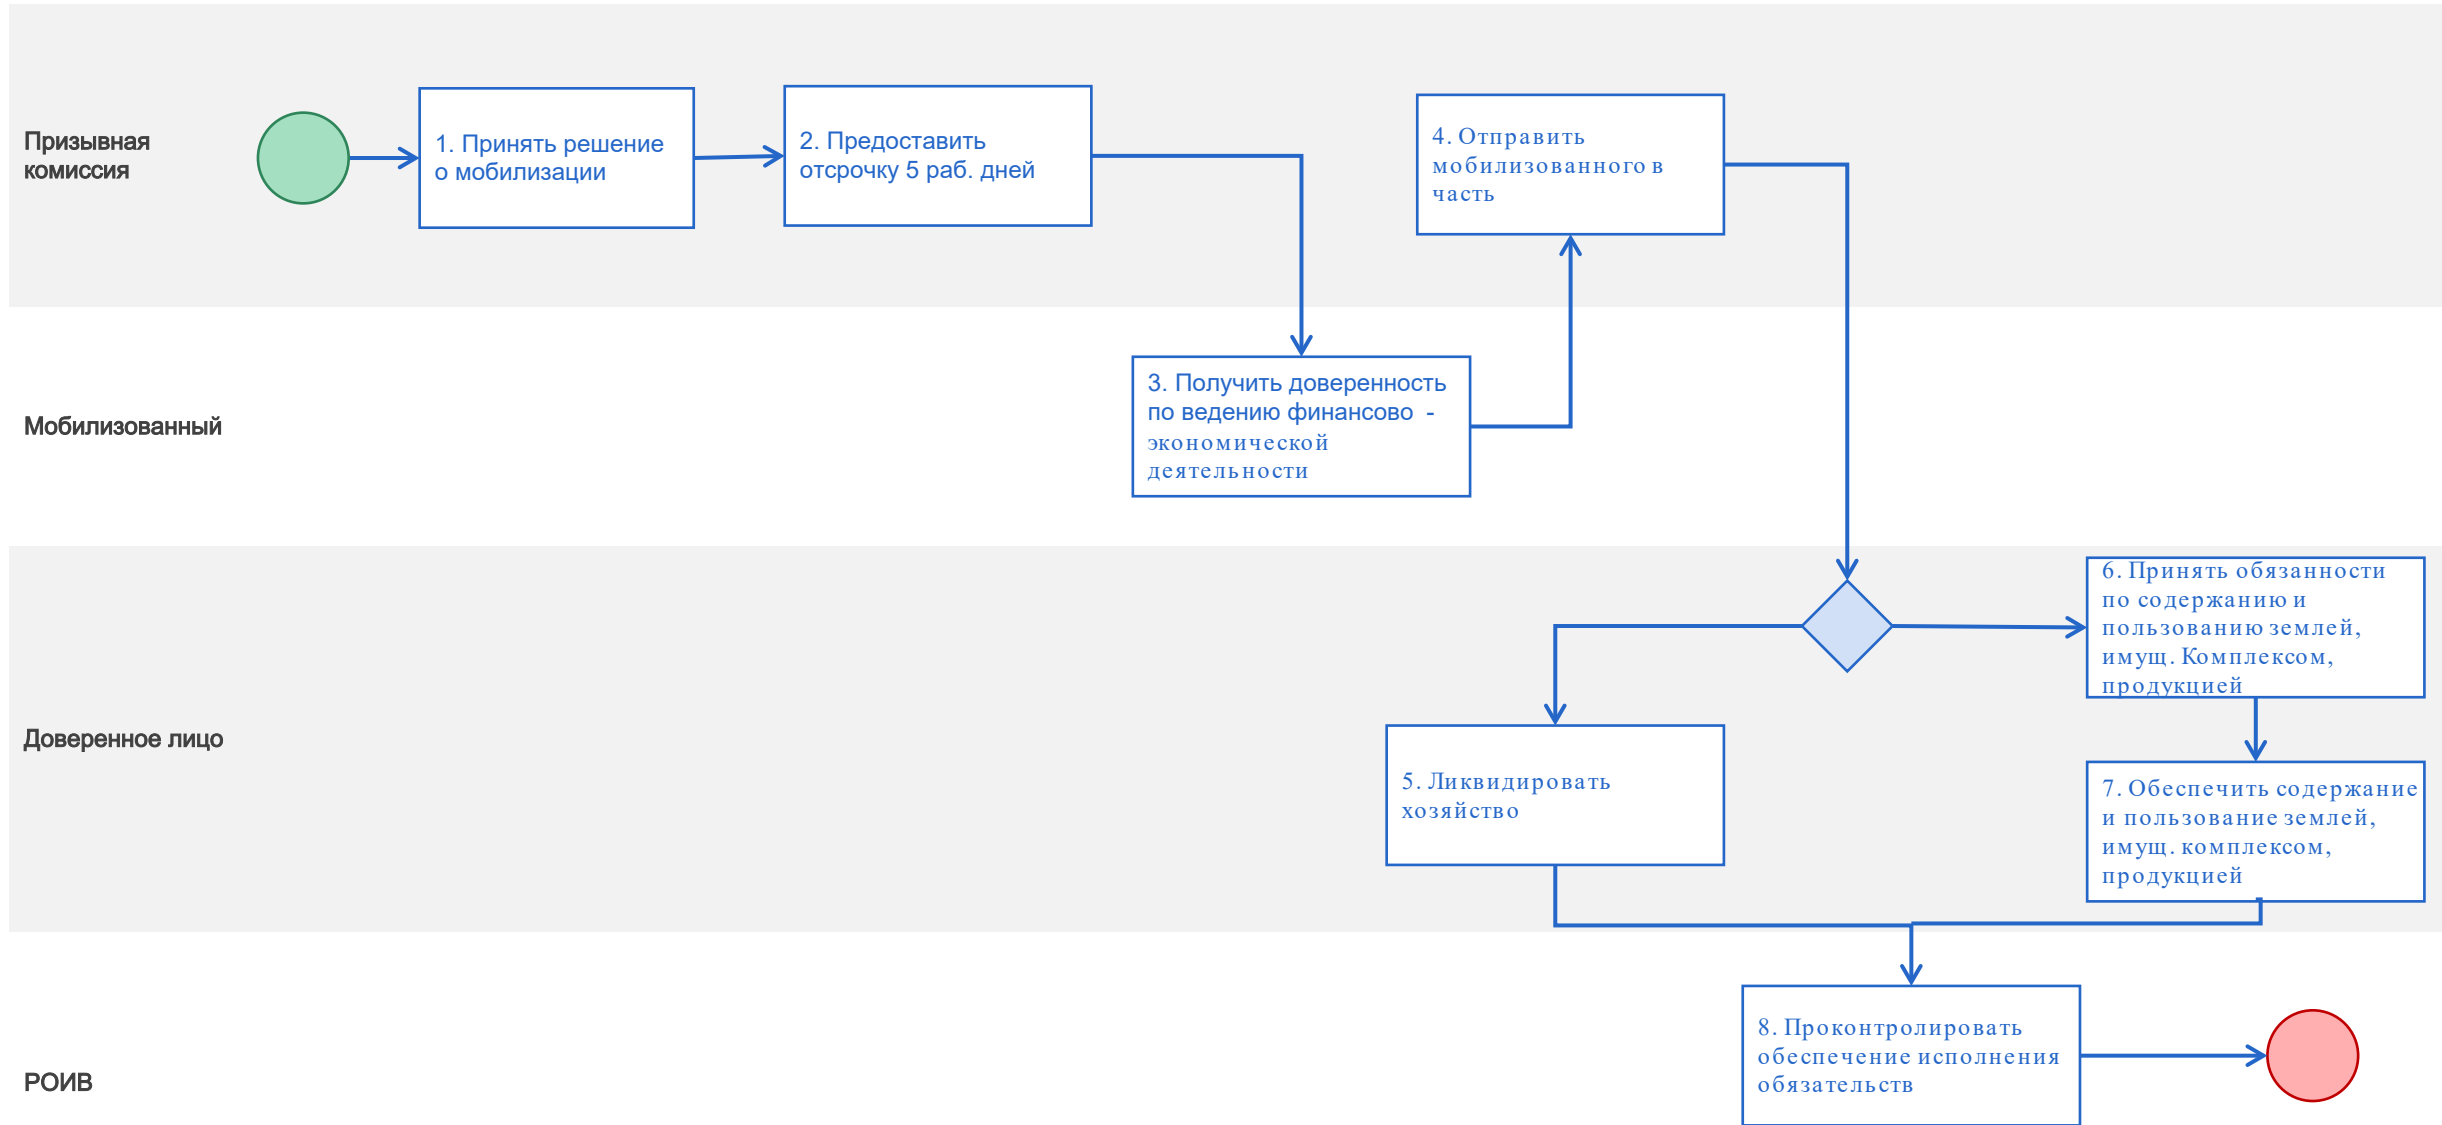 Призывная
комиссия
1. Принять решение
о мобилизации
2. Предоставить
отсрочку 5 раб. дней
4. Отправить
мобилизованного в
часть
Мобилизованный
3. Получить доверенность
по ведению финансово -
экономической
деятельности
Доверенное лицо
6. Принять обязанности
по содержанию и
пользованию землей,
имущ. Комплексом,
продукцией
5. Ликвидировать
хозяйство
7. Обеспечить содержание
и пользование землей,
имущ. комплексом,
продукцией
РОИВ
8. Проконтролировать
обеспечение исполнения
обязательств